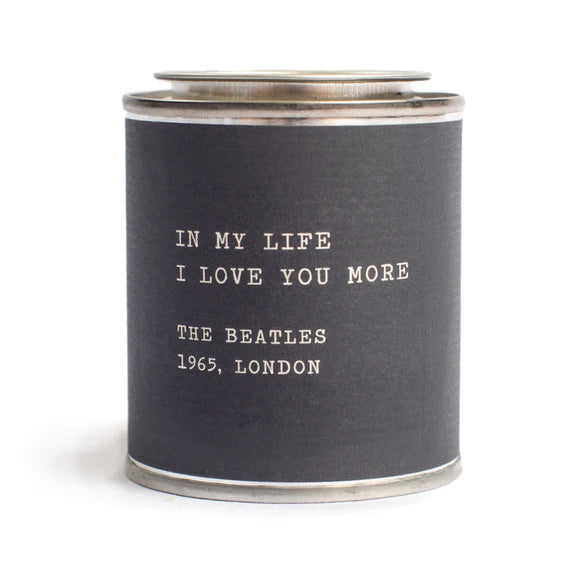 IN MY LIFE
I LOVE YOU MORE
THE BEATLES
1965, LONDON